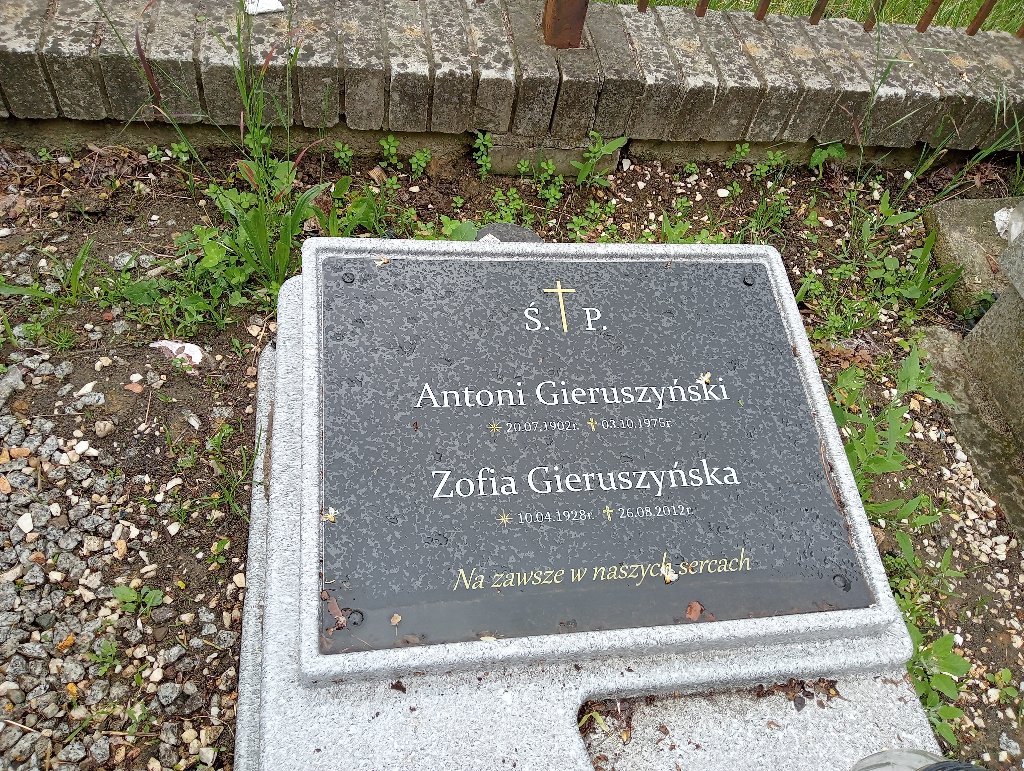 Ś. P.
Antoni Gieruszyński
20.07.1902r. 03.10.1975r.
Zofia Gieruszyńska
10.04.1928r. 26.08.2012r.
Na zawsze w naszych sercach